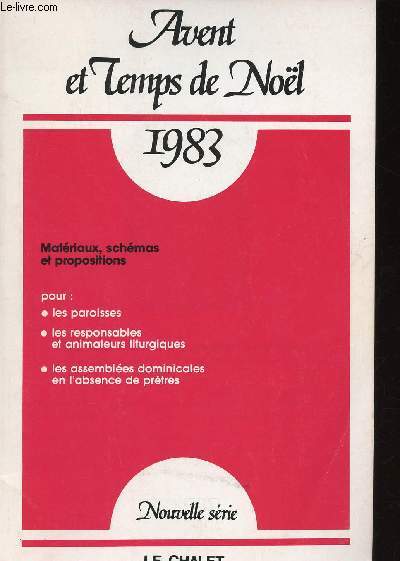 Le-livre.com
Avent
et Temps de Noël
1983
Matériaux, schémas
et propositions
pour :
● les paroisses
● les responsables
et animateurs liturgiques
● les assemblées dominicales
en l'absence de prêtres
Nouvelle série
LE CHALET